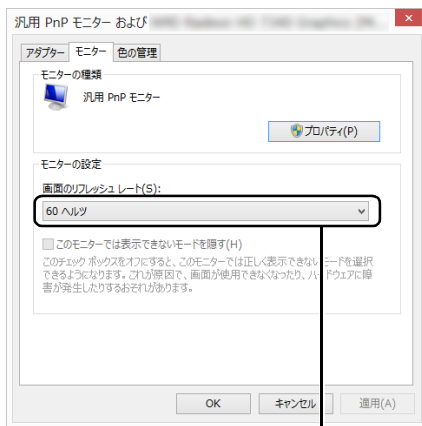 汎用 PnP モニター および
アダプター モニター 色の管理
モニターの種類
汎用 PnP モニター
プロパティ(P)
モニターの設定
画面のリフレッシュ レート(S):
60 ヘルツ
このモニターでは表示できないモードを隠す(H)
このチェック ボックスをオフにすると、このモニターでは正しく表示できないモードを選択
できるようになります。これが原因で、画面が使用できなくなったり、ハードウェアに障
害が発生したりするおそれがあります。
OK キャンセル 適用(A)